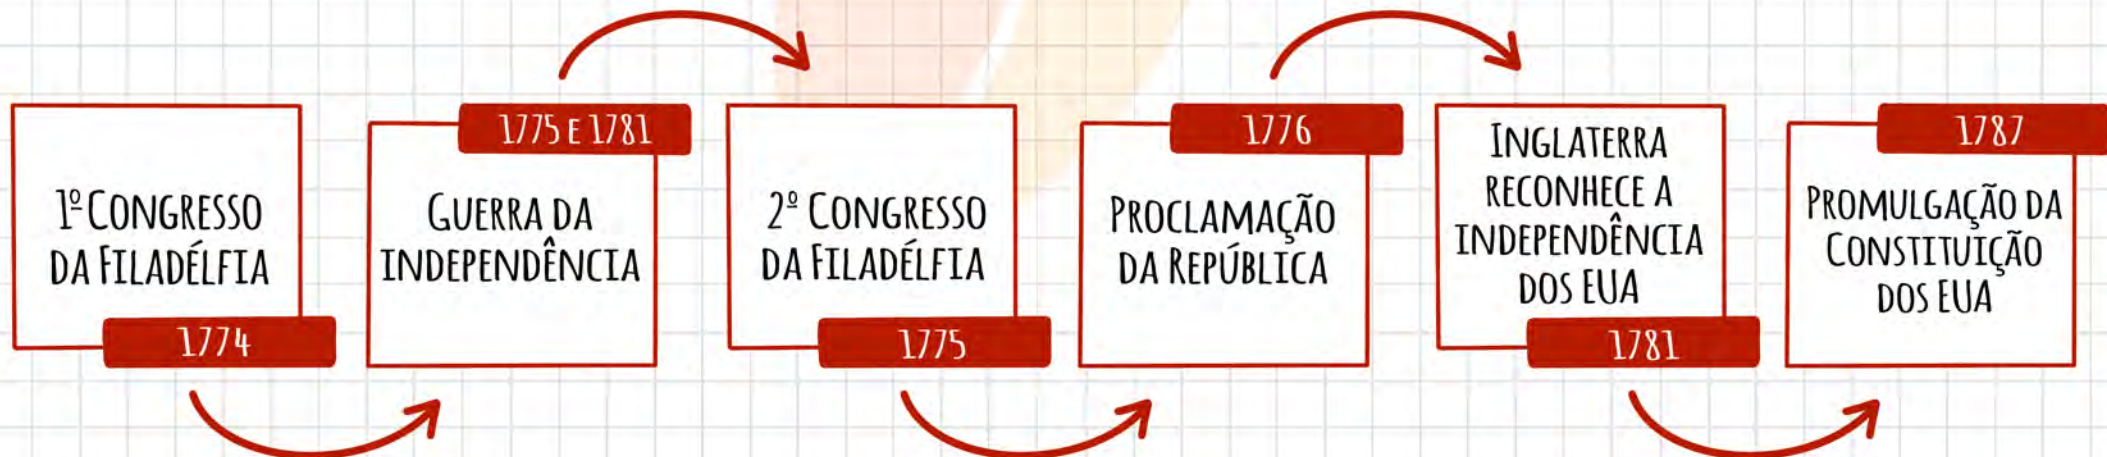 1º Congresso
da Filadélfia
1774
1775 e 1781
Guerra da
independência
2º Congresso
da Filadélfia
1775
1776
Proclamação
da República
Inglaterra
reconhece a
independência
dos EUA
1781
1787
Promulgação da
Constituição
dos EUA